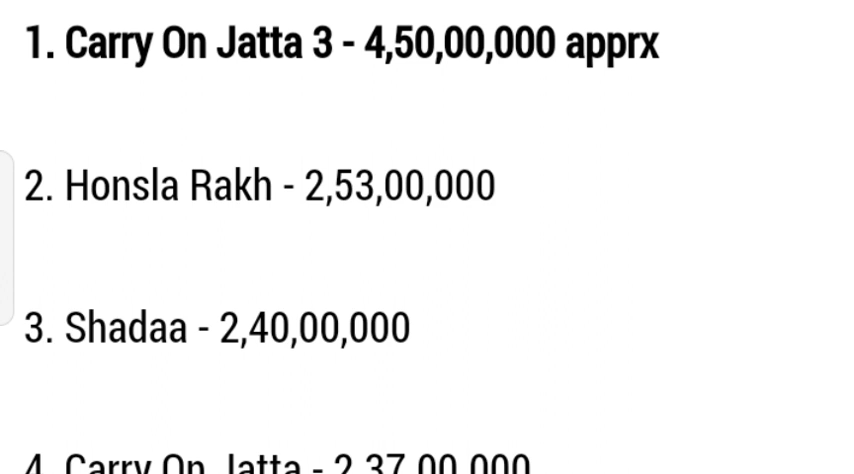 1. Carry On Jatta 3 - 4,50,00,000 apprx
2. Honsla Rakh - 2,53,00,000
3. Shadaa - 2,40,00,000
4. Carry On Jatta - 2,37,00,000